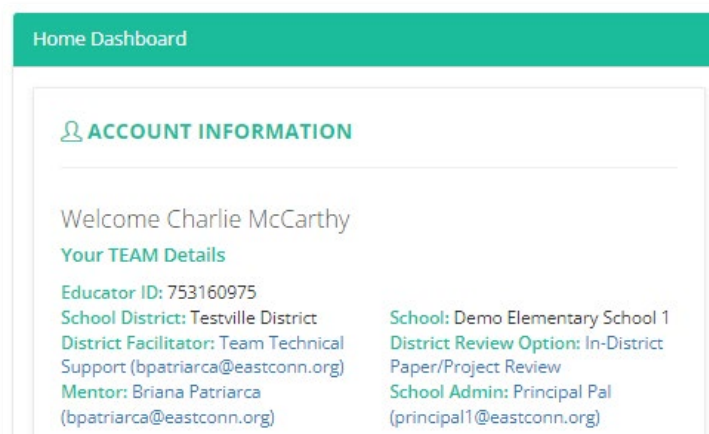 Home Dashboard
ACCOUNT INFORMATION
Welcome Charlie McCarthy
Your TEAM Details
Educator ID: 753160975
School District: Testville District
District Facilitator: Team Technical
Support (bpatriarca@eastconn.org)
Mentor: Briana Patriarca
(bpatriarca@eastconn.org)
School: Demo Elementary School 1
District Review Option: In-District
Paper/Project Review
School Admin: Principal Pal
(principal1@eastconn.org)